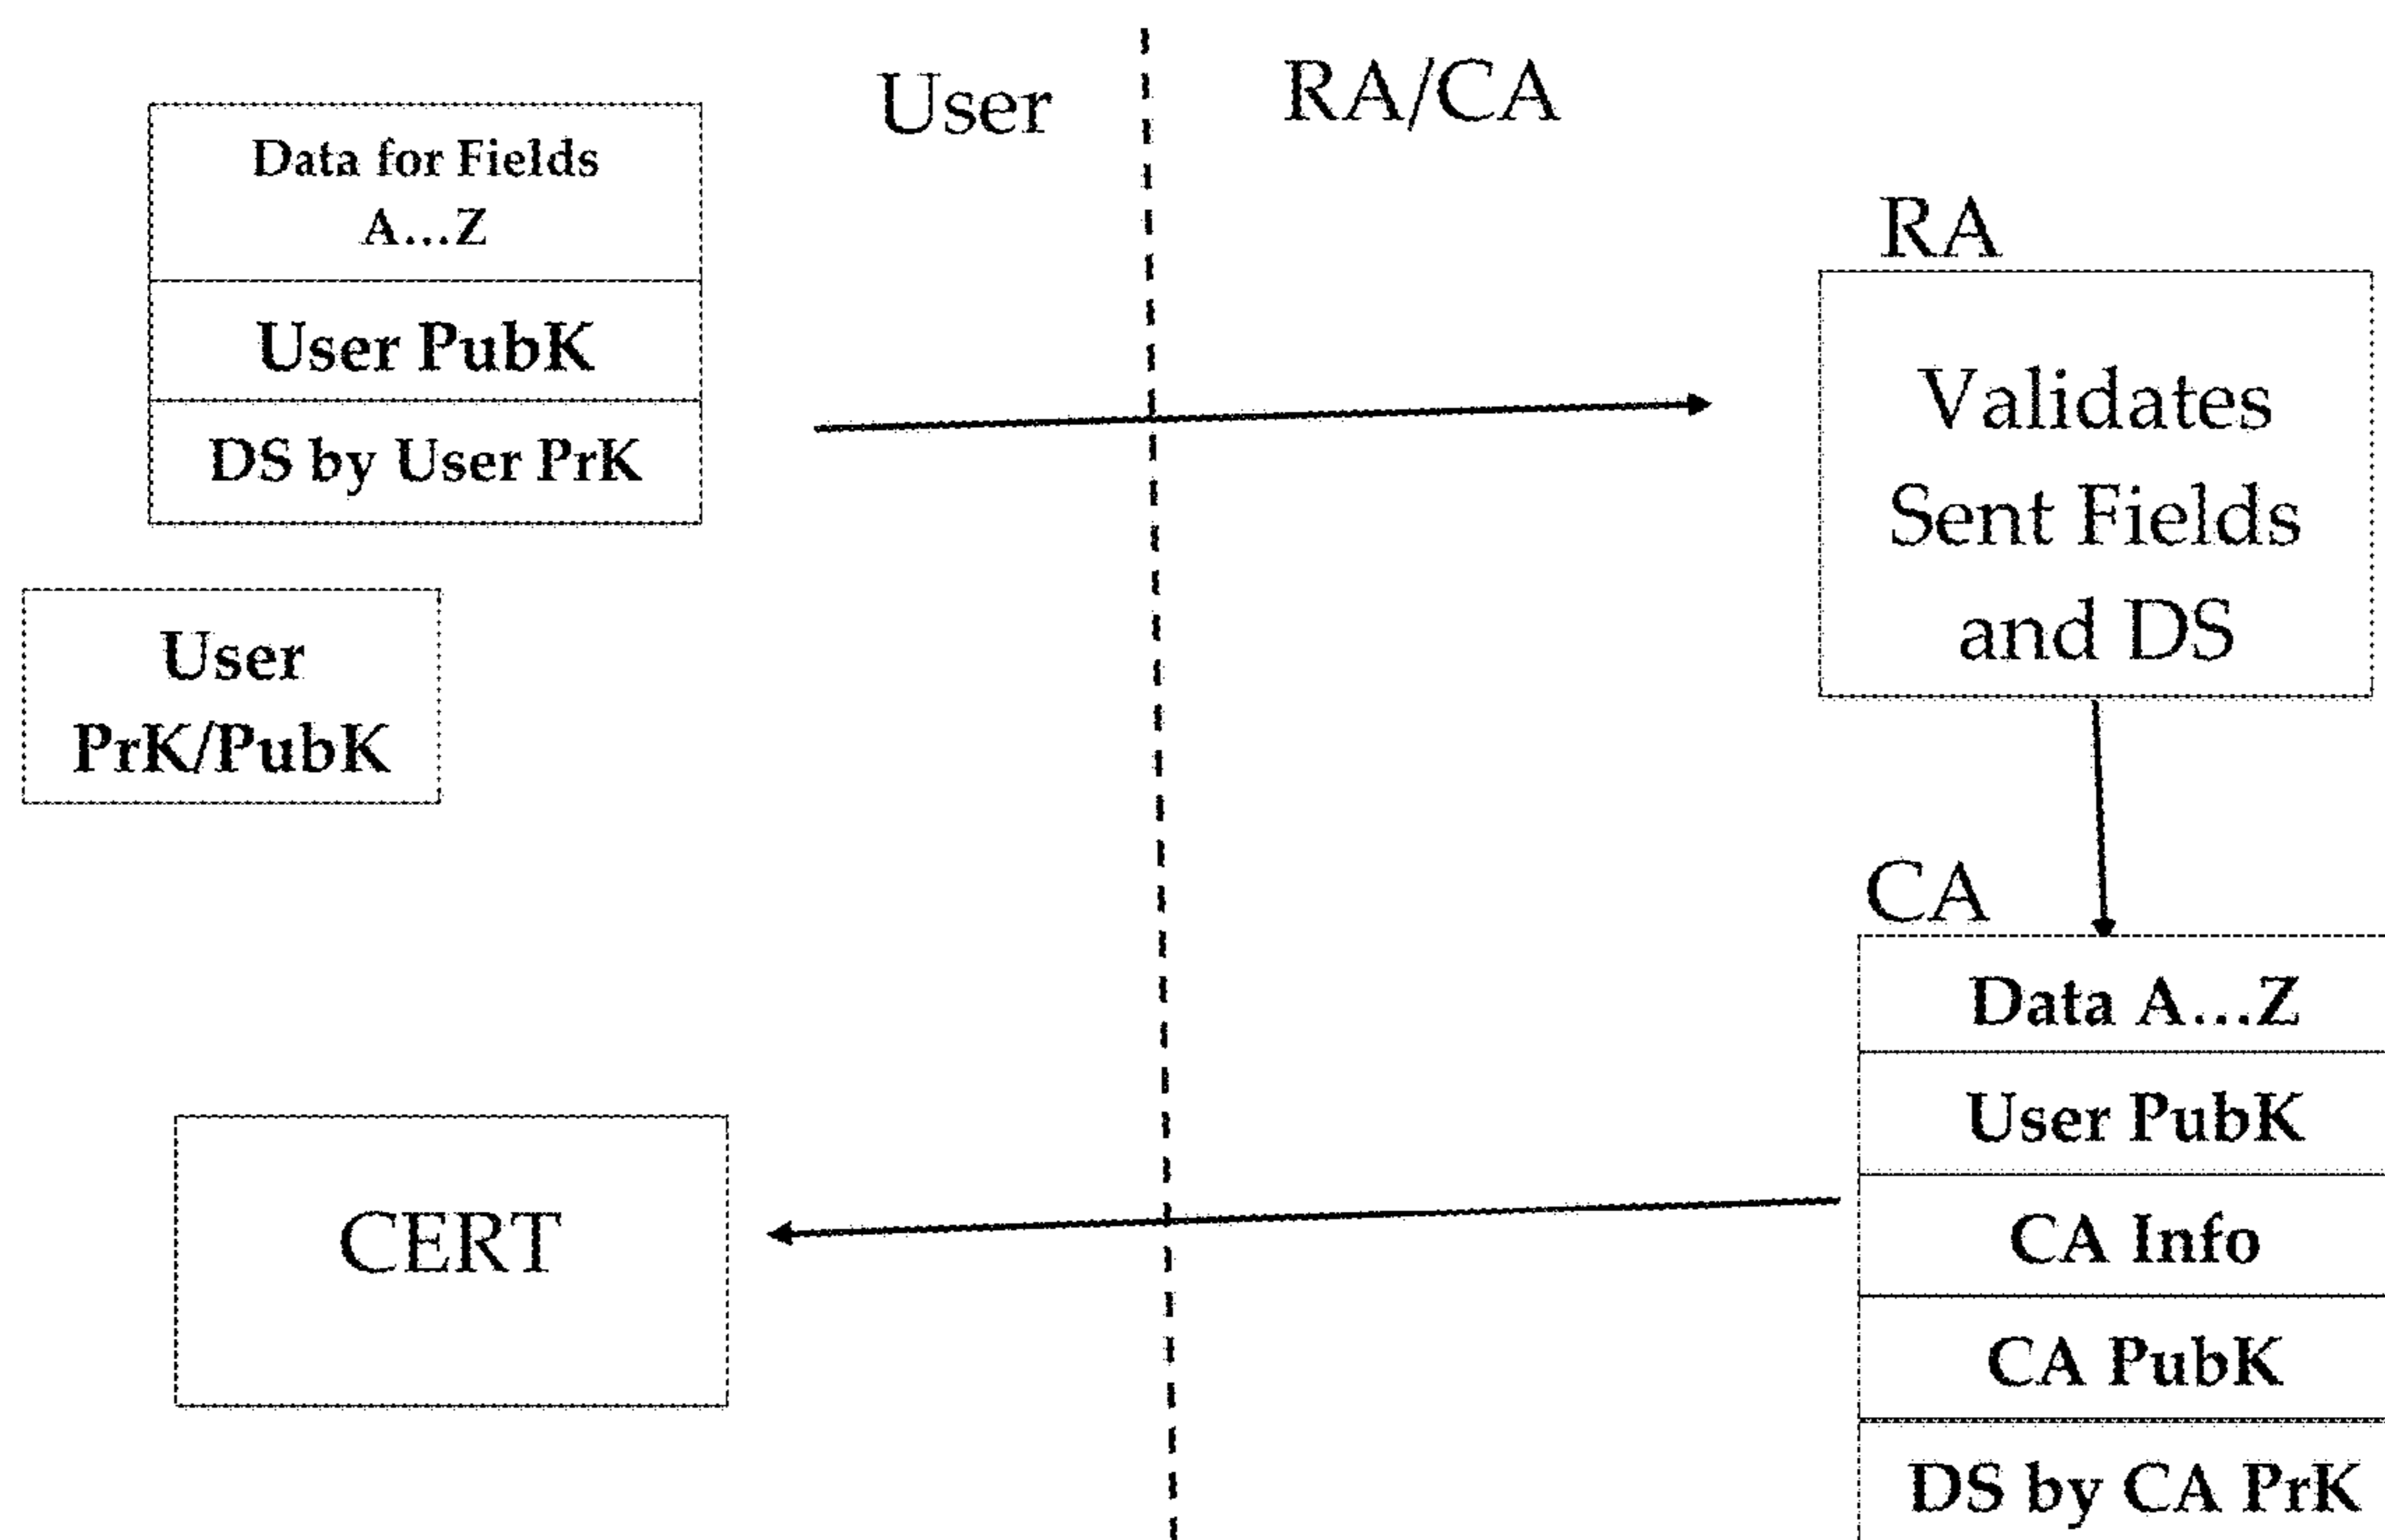 User
RA/CA
Data for Fields
A...Z
User PubK
DS by User PrK
User
PrK/PubK
RA
Validates
Sent Fields
and DS
CA
Data A...Z
User PubK
CA Info
CA PubK
DS by CA PrK
CERT